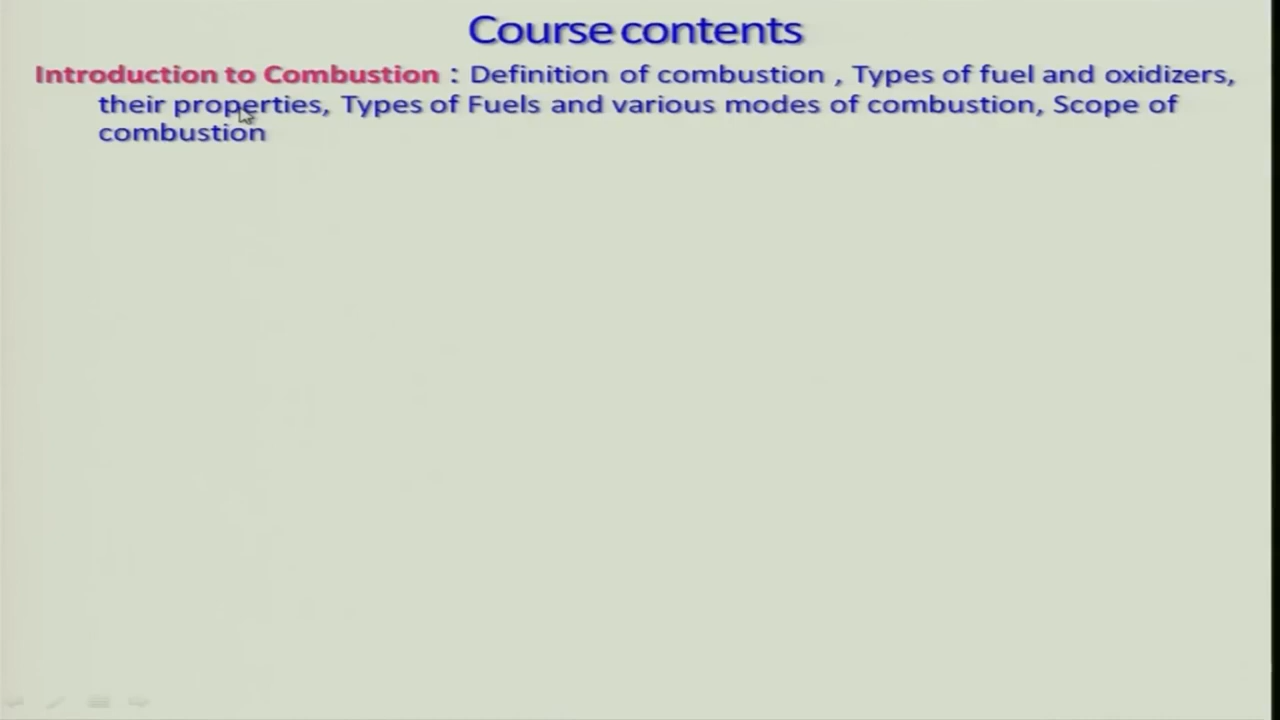 Course contents
Introduction to Combustion : Definition of combustion , Types of fuel and oxidizers,
their properties, Types of Fuels and various modes of combustion, Scope of
combustion